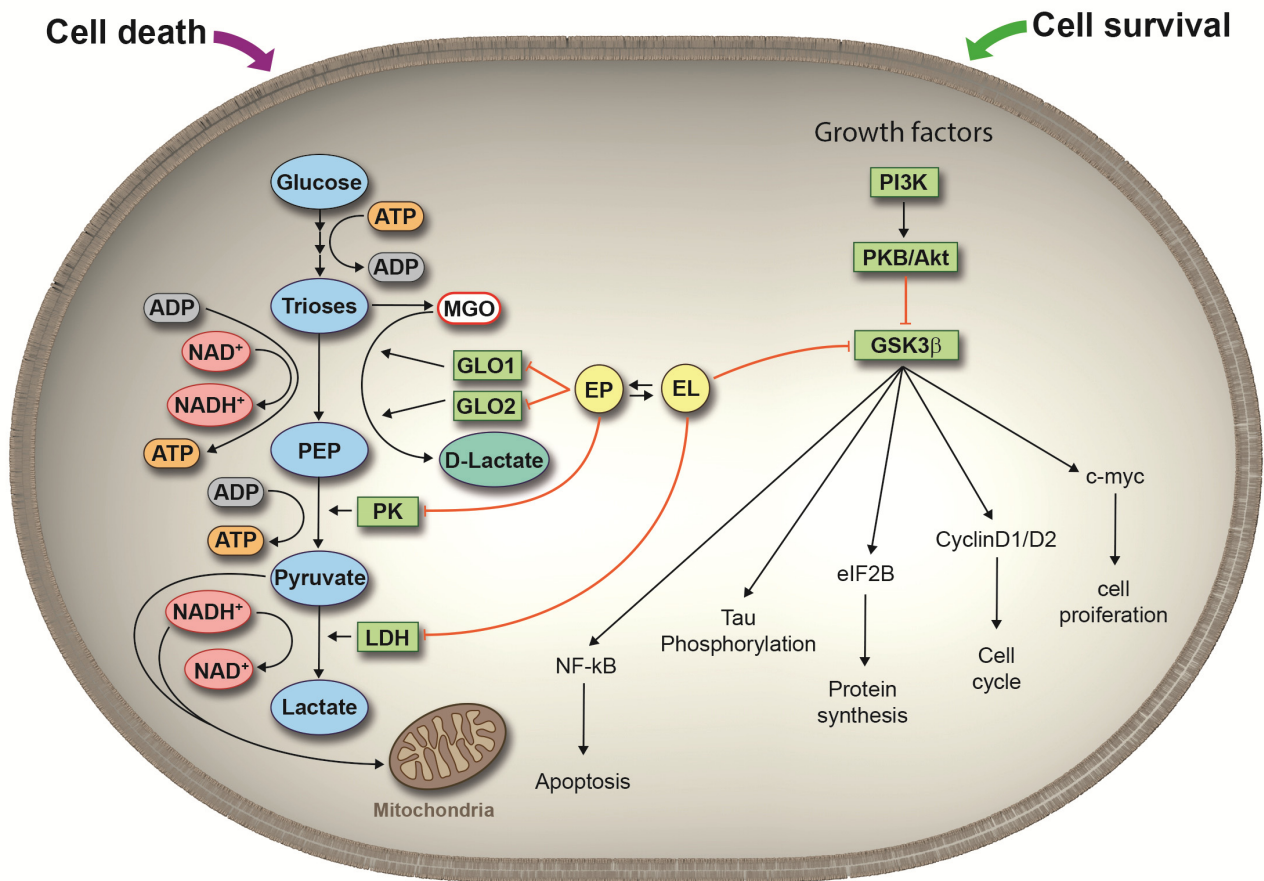 Cell death
Cell survival
Growth factors
Glucose
ATP
ADP
Trioses
MGO
ADP
NAD+
NADH+
ATP
GLO1
GLO2
D-Lactate
PEP
ADP
ATP
PK
Pyruvate
NADH+
NAD+
LDH
Lactate
Mitochondria
EP
EL
PI3K
PKB/Akt
GSK3β
NF-kB
Apoptosis
Tau
Phosphorylation
eIF2B
Protein
synthesis
CyclinD1/D2
Cell
cycle
c-myc
cell
proiferation